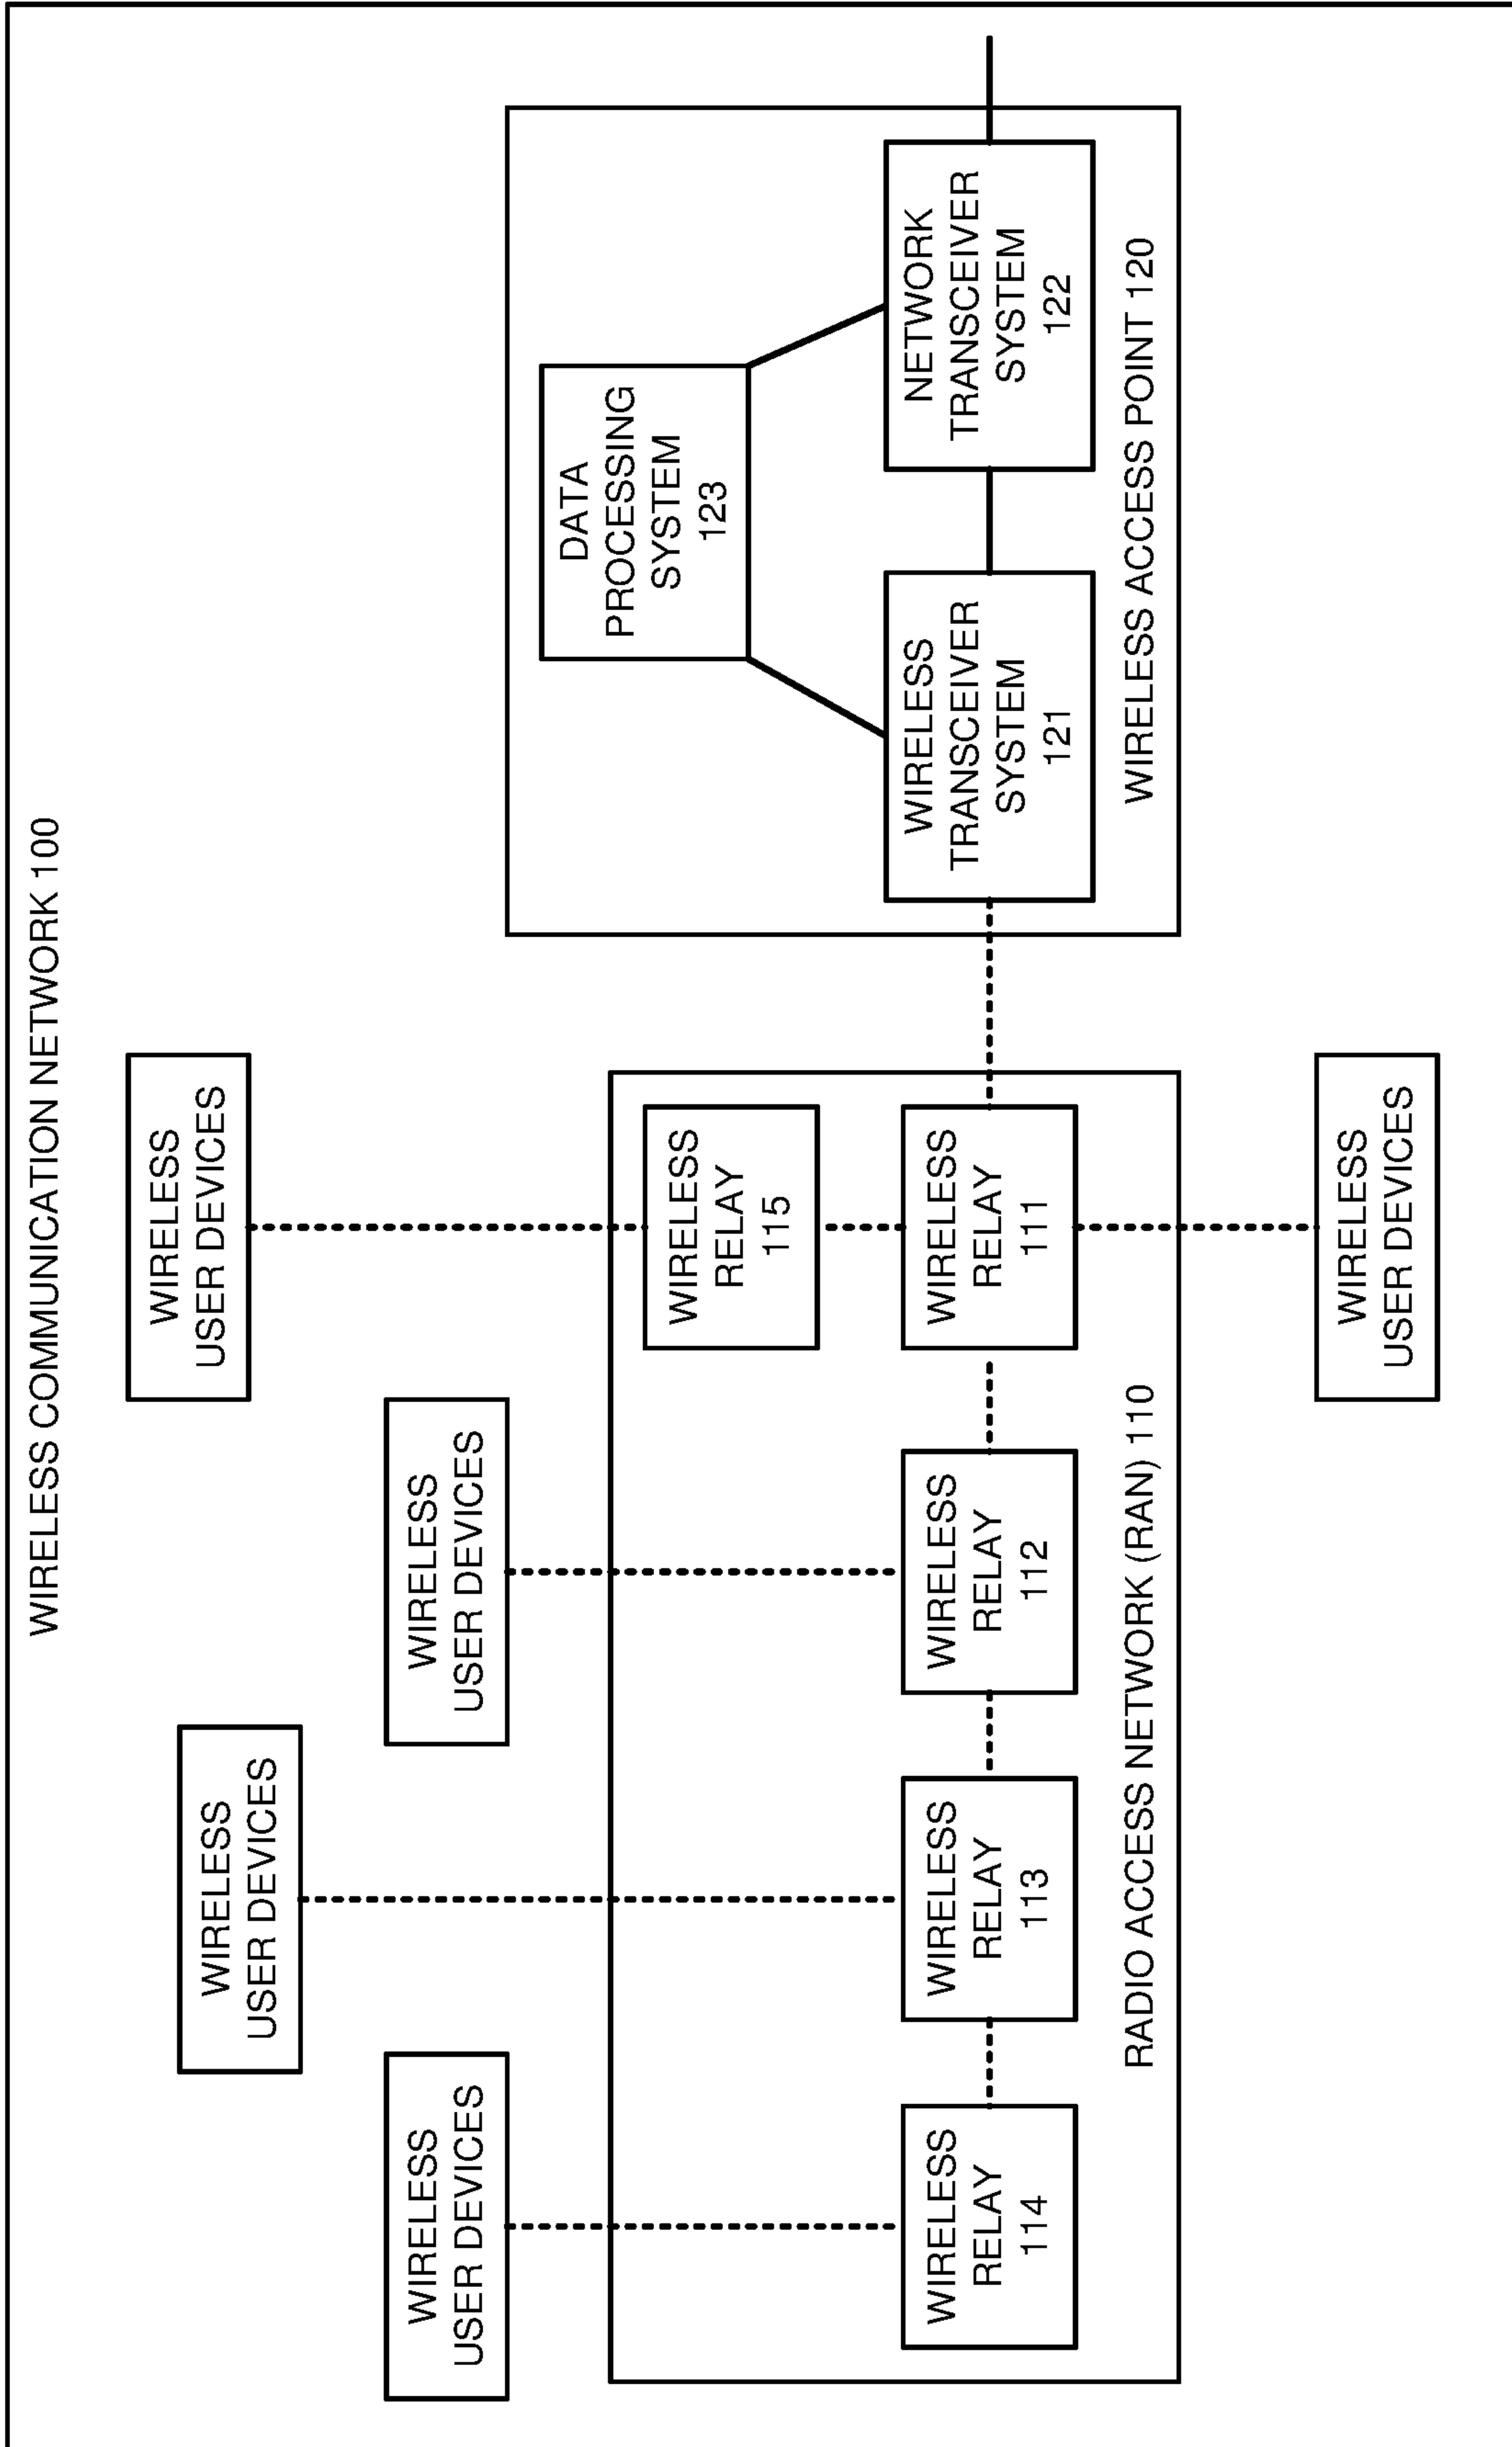 WIRELESS COMMUNICATION NETWORK 100
WIRELESS
USER DEVICES
WIRELESS
USER DEVICES
WIRELESS
USER DEVICES
WIRELESS
USER DEVICES
WIRELESS
RELAY
115
WIRELESS
RELAY
114
WIRELESS
RELAY
113
WIRELESS
RELAY
112
WIRELESS
RELAY
111
RADIO ACCESS NETWORK (RAN) 110
WIRELESS
USER DEVICES
DATA
PROCESSING
SYSTEM
123
WIRELESS
TRANSCEIVER
SYSTEM
121
NETWORK
TRANSCEIVER
SYSTEM
122
WIRELESS ACCESS POINT 120